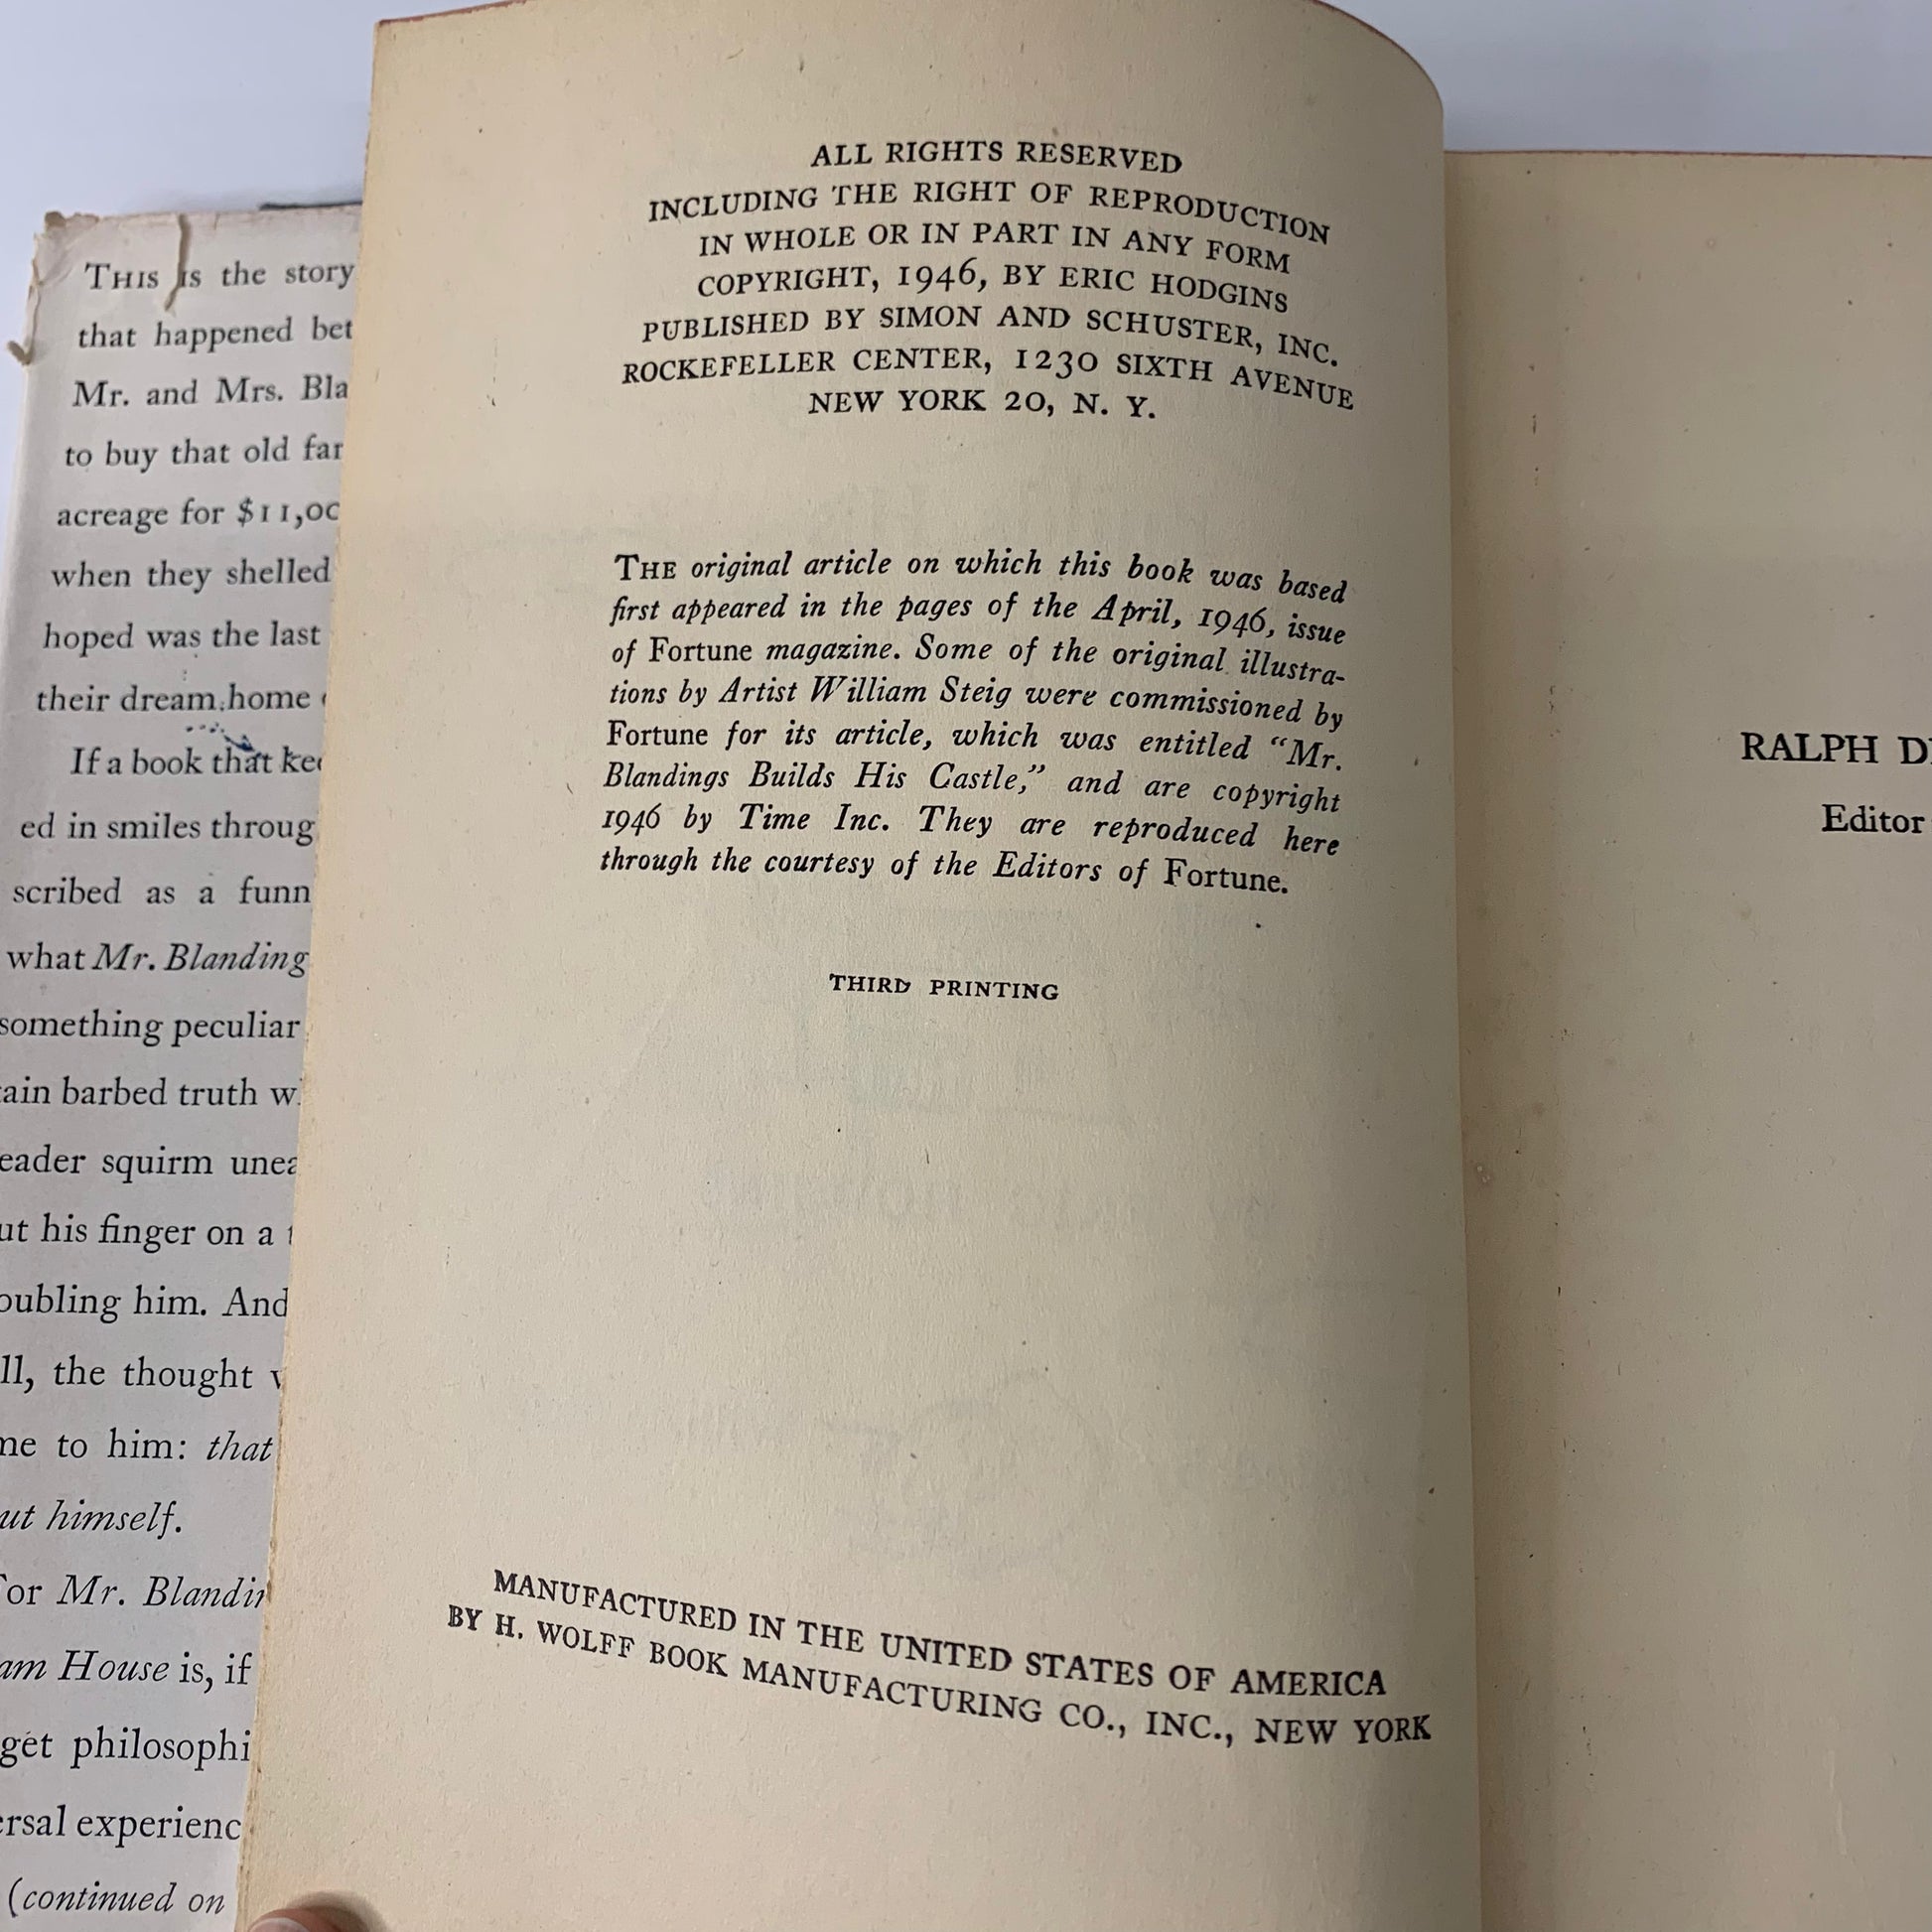 THIS is the story
that happened bet
Mr. and Mrs. Bla
to buy that old far
acreage for $11,00
when they shelled
hoped was the last
their dream home
If a book that kee
ed in smiles throug
scribed as a funn
what Mr. Blanding
something peculiar
tain barbed truth w
eader squirm unea
ut his finger on a
oubling him. And
ll, the thought
me to him: that
ut himself.
For Mr. Blandin
am House is, if
get philosophi
ersal experienc
(continued on
ALL RIGHTS RESERVED
INCLUDING THE RIGHT OF REPRODUCTION
IN WHOLE OR IN PART IN ANY FORM
COPYRIGHT, 1946, BY ERIC HODGINS
PUBLISHED BY SIMON AND SCHUSTER, INC.
ROCKEFELLER CENTER, 1230 SIXTH AVENUE
NEW YORK 20, N. Y.
THE original article on which this book was based
first appeared in the pages of the April, 1946, issue
of Fortune magazine. Some of the original illustra-
tions by Artist William Steig were commissioned by
Fortune for its article, which was entitled “Mr.
Blandings Builds His Castle,” and are copyright
1946 by Time Inc. They are reproduced here
through the courtesy of the Editors of Fortune.
THIRD PRINTING
MANUFACTURED IN THE UNITED STATES OF AMERICA
BY H. WOLFF BOOK MANUFACTURING CO., INC., NEW YORK
RALPH D
Editor